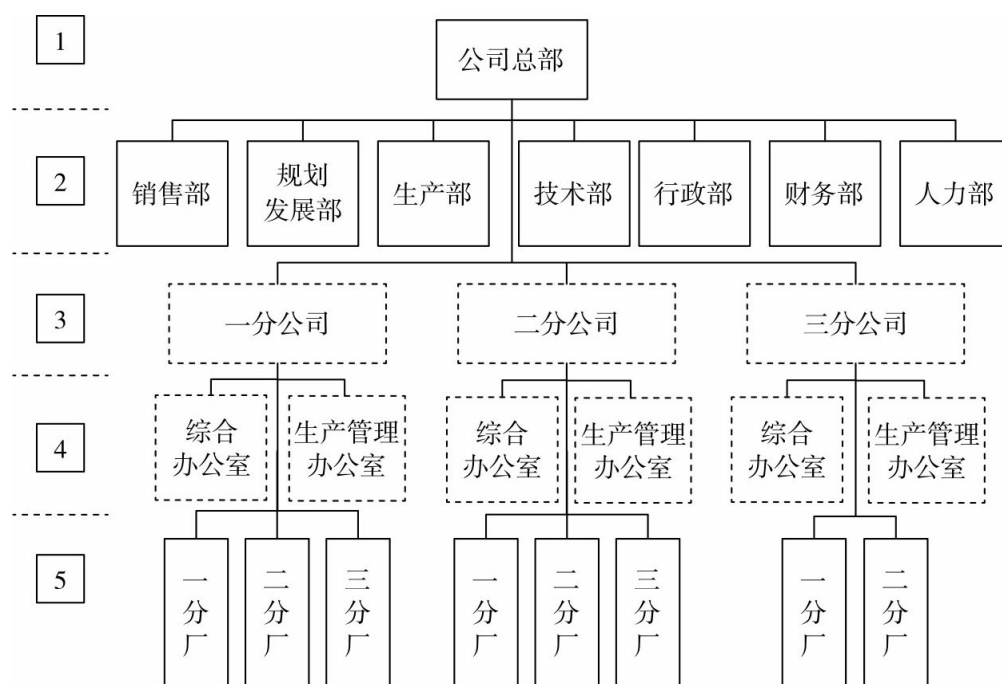 1
公司总部
2
销售部
规划
发展部
生产部
技术部
行政部
财务部
人力部
3
一分公司
二分公司
三分公司
4
综合
办公室
生产管理
办公室
综合
办公室
生产管理
办公室
综合
办公室
生产管理
办公室
5
一分厂
二分厂
三分厂
一分厂
二分厂
三分厂
一分厂
二分厂